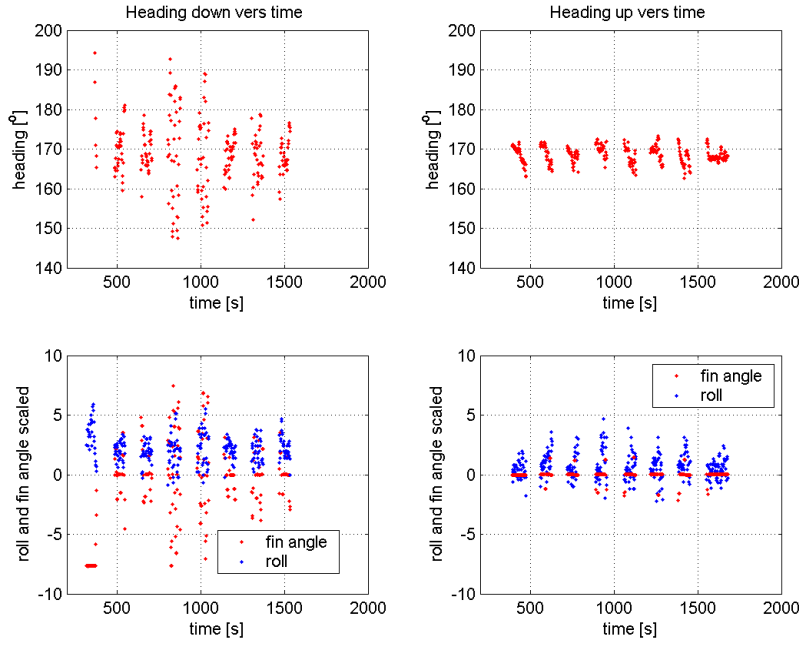 Heading down vers time
200
190
180
170
160
150
140
heading [º]
500
1000
1500
2000
time [s]
Heading up vers time
200
190
180
170
160
150
140
heading [º]
500
1000
1500
2000
time [s]
10
5
0
-5
-10
roll and fin angle scaled
fin angle
roll
500
1000
1500
2000
time [s]
10
5
0
-5
-10
roll and fin angle scaled
fin angle
roll
500
1000
1500
2000
time [s]